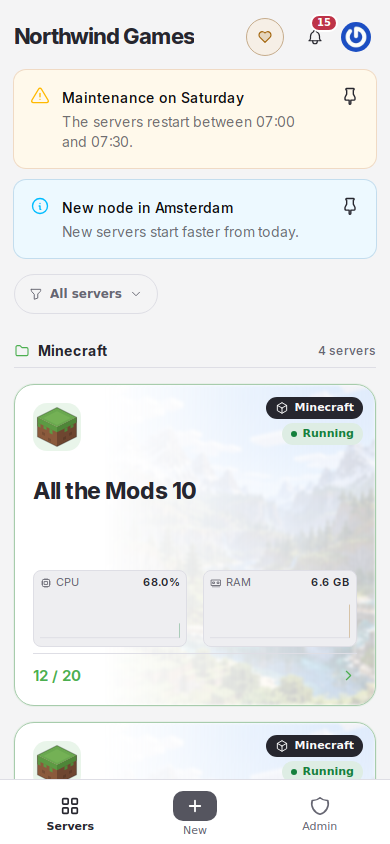 Northwind Games
15
Maintenance on Saturday
The servers restart between 07:00
and 07:30.
New node in Amsterdam
New servers start faster from today.
All servers
Minecraft
4 servers
Minecraft
Running
All the Mods 10
CPU
68.0%
RAM
6.6 GB
12 / 20
Minecraft
Running
Servers
New
Admin